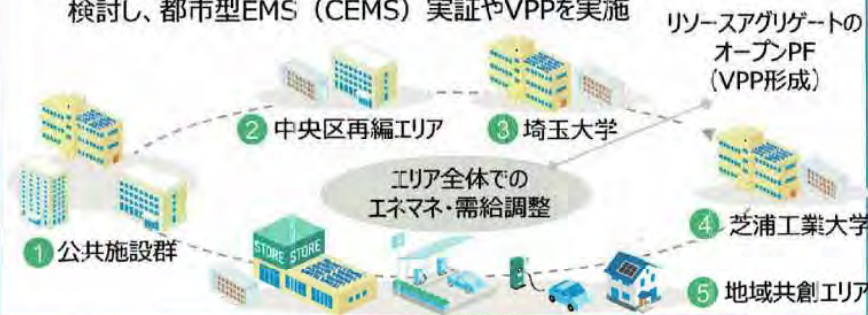 検討し、都市型EMS（CEMS）実証やVPPを実施
リソースアグリゲートの
オープンPF
（VPP形成）
2 中央区再編エリア
3 埼玉大学
エリア全体での
エネマネ・需給調整
1 公共施設群
4 芝浦工業大学
STORE STORE
5 地域共創エリア